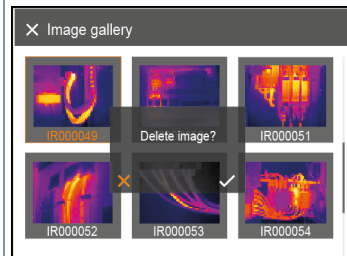 Image gallery
IR000049
Delete image?
IR000051
IR000052
IR000053
IR000054